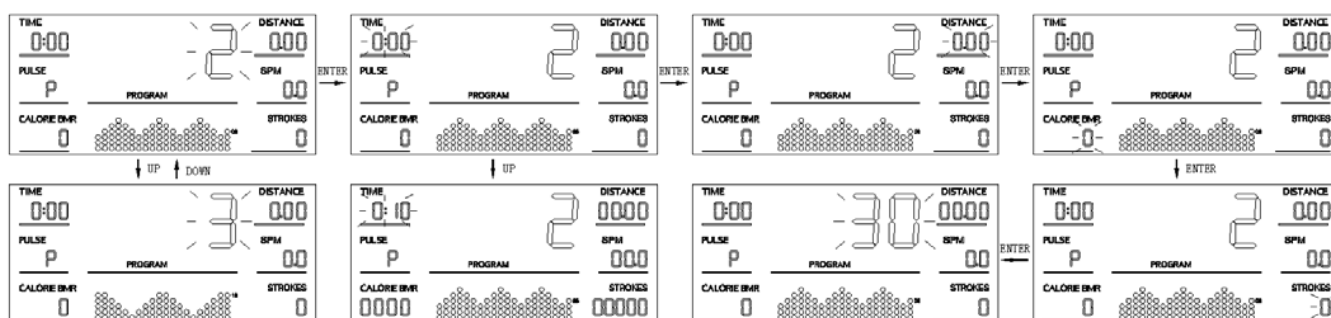 TIME DISTANCE
0:00 2 0.00
PULSE SPM
P PROGRAM 0.0
CALORIE BMR STROKES
0 0
ENTER
TIME DISTANCE
0:00 2 0.00
PULSE SPM
P PROGRAM 0.0
CALORIE BMR STROKES
0 0
ENTER
TIME DISTANCE
0:00 2 0.00
PULSE SPM
P PROGRAM 0.0
CALORIE BMR STROKES
0 0
ENTER
TIME DISTANCE
0:00 2 0.00
PULSE SPM
P PROGRAM 0.0
CALORIE BMR STROKES
0 0
UP DOWN
UP
ENTER
TIME DISTANCE
0:00 3 0.00
PULSE SPM
P PROGRAM 0.0
CALORIE BMR STROKES
0 0
TIME DISTANCE
0:10 2 00.00
PULSE SPM
P PROGRAM 00.0
CALORIE BMR STROKES
0000 00000
TIME DISTANCE
0:00 30 00.00
PULSE SPM
P PROGRAM 0.0
CALORIE BMR STROKES
0 0
ENTER
TIME DISTANCE
0:00 2 0.00
PULSE SPM
P PROGRAM 0.0
CALORIE BMR STROKES
0 0